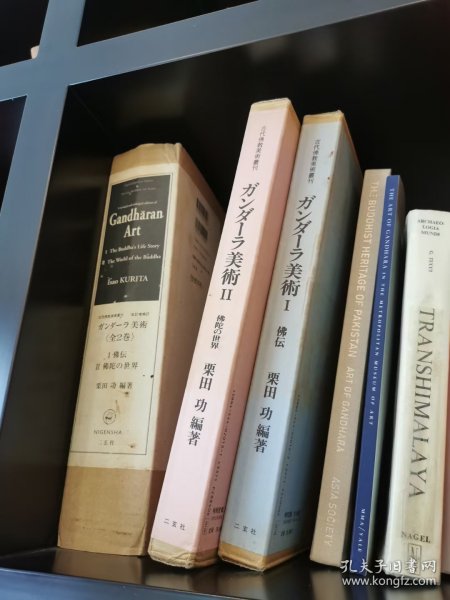 Gandhāran
Art
I The Buddha's Life Story
II The World of the Buddha
Isao KURITA
ガンダーラ美術
〈全2巻〉
I 佛伝
II 佛陀の世界
栗田 功 編著
NIGENSHA
二玄社
古代佛教美術叢刊
ガンダーラ美術 II
佛陀の世界
栗田 功 編著
二玄社
古代佛教美術叢刊
ガンダーラ美術 I
佛伝
栗田 功 編著
二玄社
THE BUDDHIST HERITAGE OF PAKISTAN ART OF GANDHARA
ASIA SOCIETY
THE ART OF GANDHARA IN THE METROPOLITAN MUSEUM OF ART
MMA/YALE
ARCHAEO-
LOGIA
MUNDI
G. TUCCI
TRANSHIMALAYA
NAGEL
孔夫子旧书网
www.kongfz.com